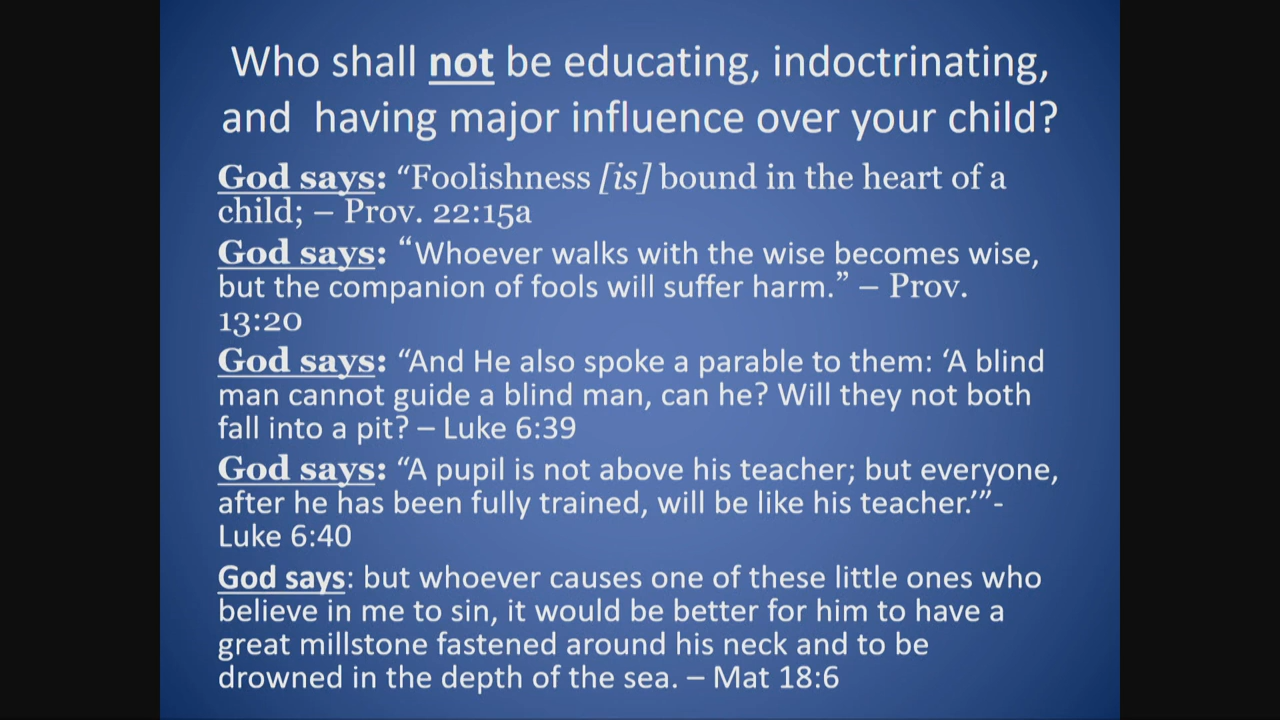 Who shall not be educating, indoctrinating,
and  having major influence over your child?
God says: “Foolishness [is] bound in the heart of a
child; – Prov. 22:15a
God says: “Whoever walks with the wise becomes wise,
but the companion of fools will suffer harm.” – Prov.
13:20
God says: “And He also spoke a parable to them: ‘A blind
man cannot guide a blind man, can he? Will they not both
fall into a pit? – Luke 6:39
God says: “A pupil is not above his teacher; but everyone,
after he has been fully trained, will be like his teacher.’”-
Luke 6:40
God says: but whoever causes one of these little ones who
believe in me to sin, it would be better for him to have a
great millstone fastened around his neck and to be
drowned in the depth of the sea. – Mat 18:6